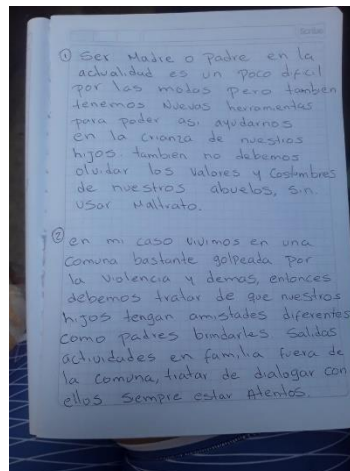 ① Ser Madre o Padre en la
actualidad es un poco dificil
por las modas pero tambien
tenemos Nuevas herramientas
para poder asi ayudarnos
en la crianza de nuestros
hijos tambien no debemos
olvidar los valores y costumbres
de nuestros abuelos, sin
usar Maltrato.
② en mi caso vivimos en una
comuna bastante golpeada por
la violencia y demas, entonces
debemos tratar de que nuestros
hijos tengan amistades diferentes
como padres brindarles salidas
actividades en familia fuera de
la comuna, tratar de dialogar con
ellos Sempre estar Atentos.